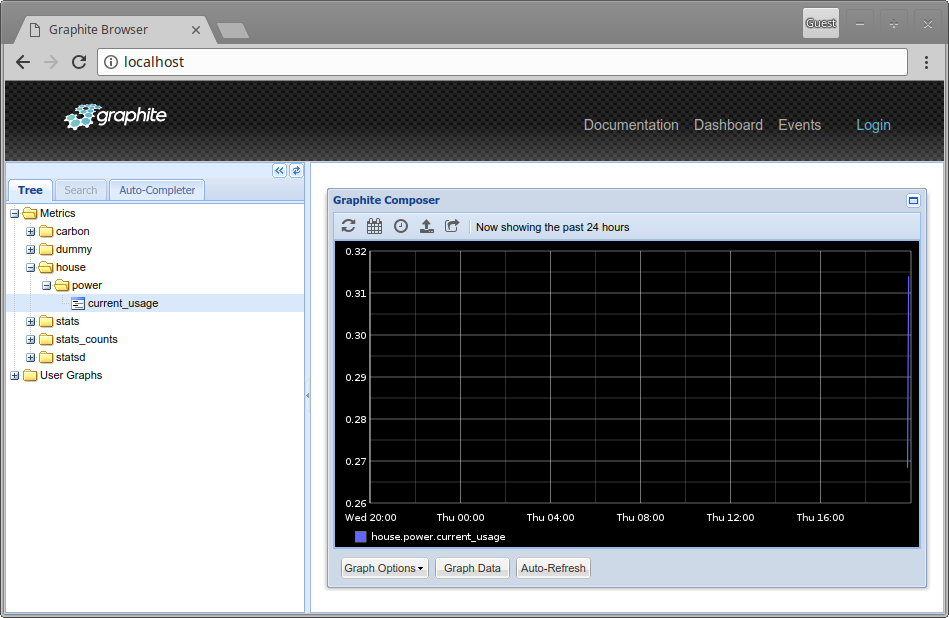 Graphite Browser
Guest
localhost
graphite
Documentation Dashboard Events Login
Tree Search Auto-Completer
Metrics
carbon
dummy
house
power
current_usage
stats
stats_counts
statsd
User Graphs
Graphite Composer
Now showing the past 24 hours
0.32
0.31
0.30
0.29
0.28
0.27
0.26
Wed 20:00 Thu 00:00 Thu 04:00 Thu 08:00 Thu 12:00 Thu 16:00
house.power.current_usage
Graph Options Graph Data Auto-Refresh